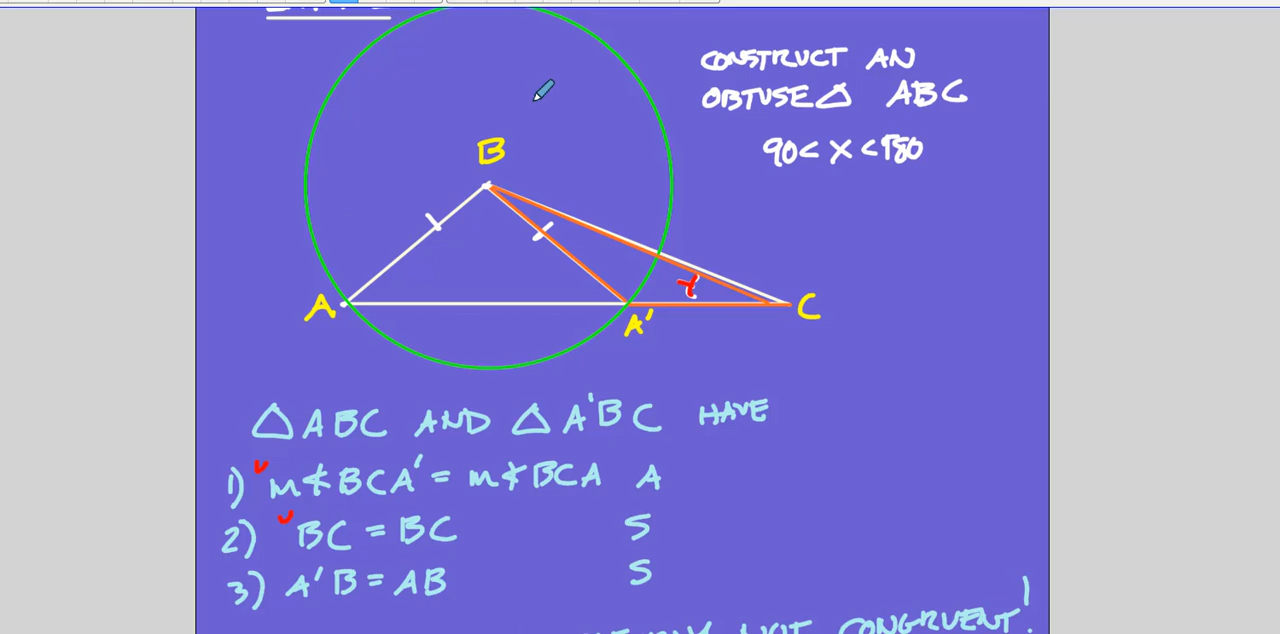 CONSTRUCT AN
OBTUSE△ ABC
90< X <180
B
A
A'
C
△ ABC AND △ A'BC HAVE
1) m∡BCA' = m∡BCA A
2) BC = BC S
3) A'B = AB S
NOT CONGRUENT!